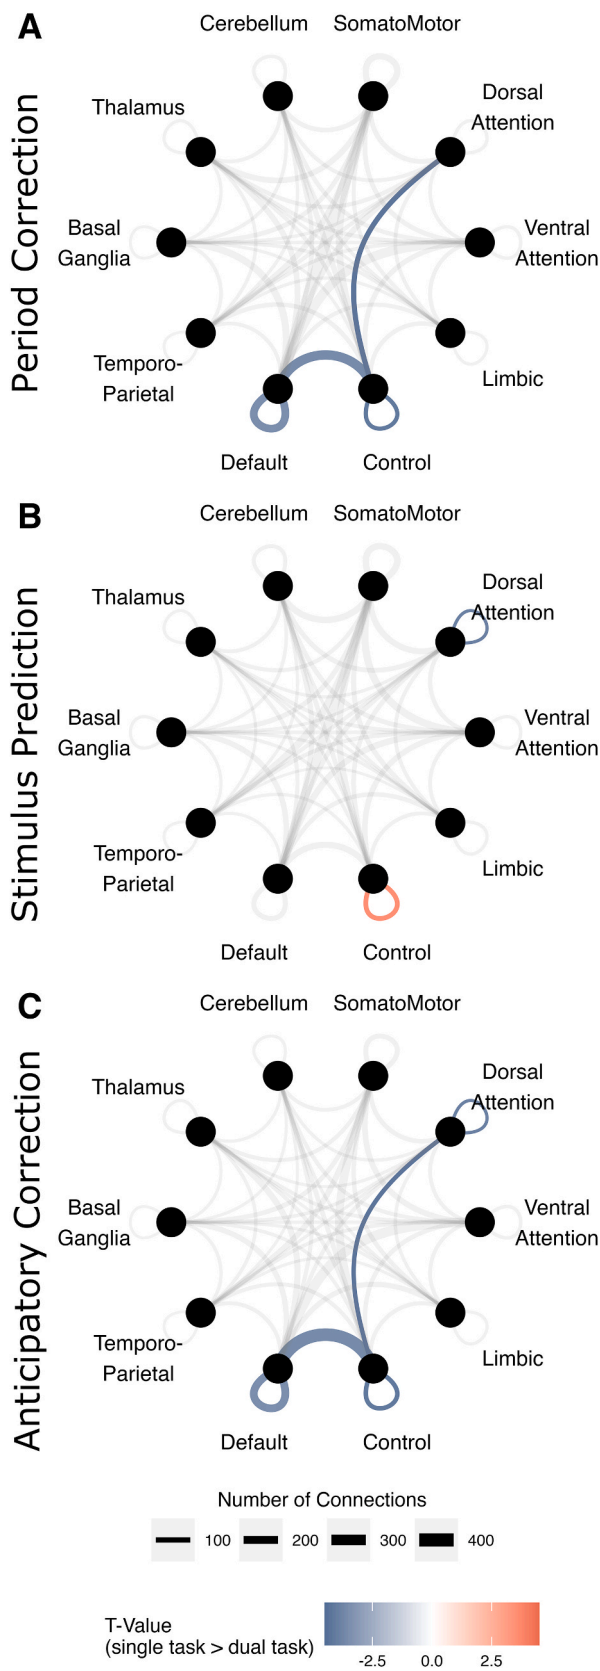 A
Period Correction
Cerebellum SomatoMotor
Dorsal
Attention
Thalamus
Basal
Ganglia
Ventral
Attention
Temporo-
Parietal
Limbic
Default
Control
B
Stimulus Prediction
Cerebellum SomatoMotor
Dorsal
Attention
Thalamus
Basal
Ganglia
Ventral
Attention
Temporo-
Parietal
Limbic
Default
Control
C
Anticipatory Correction
Cerebellum SomatoMotor
Dorsal
Attention
Thalamus
Basal
Ganglia
Ventral
Attention
Temporo-
Parietal
Limbic
Default
Control
Number of Connections
100 200 300 400
T-Value
(single task > dual task)
-2.5 0.0 2.5